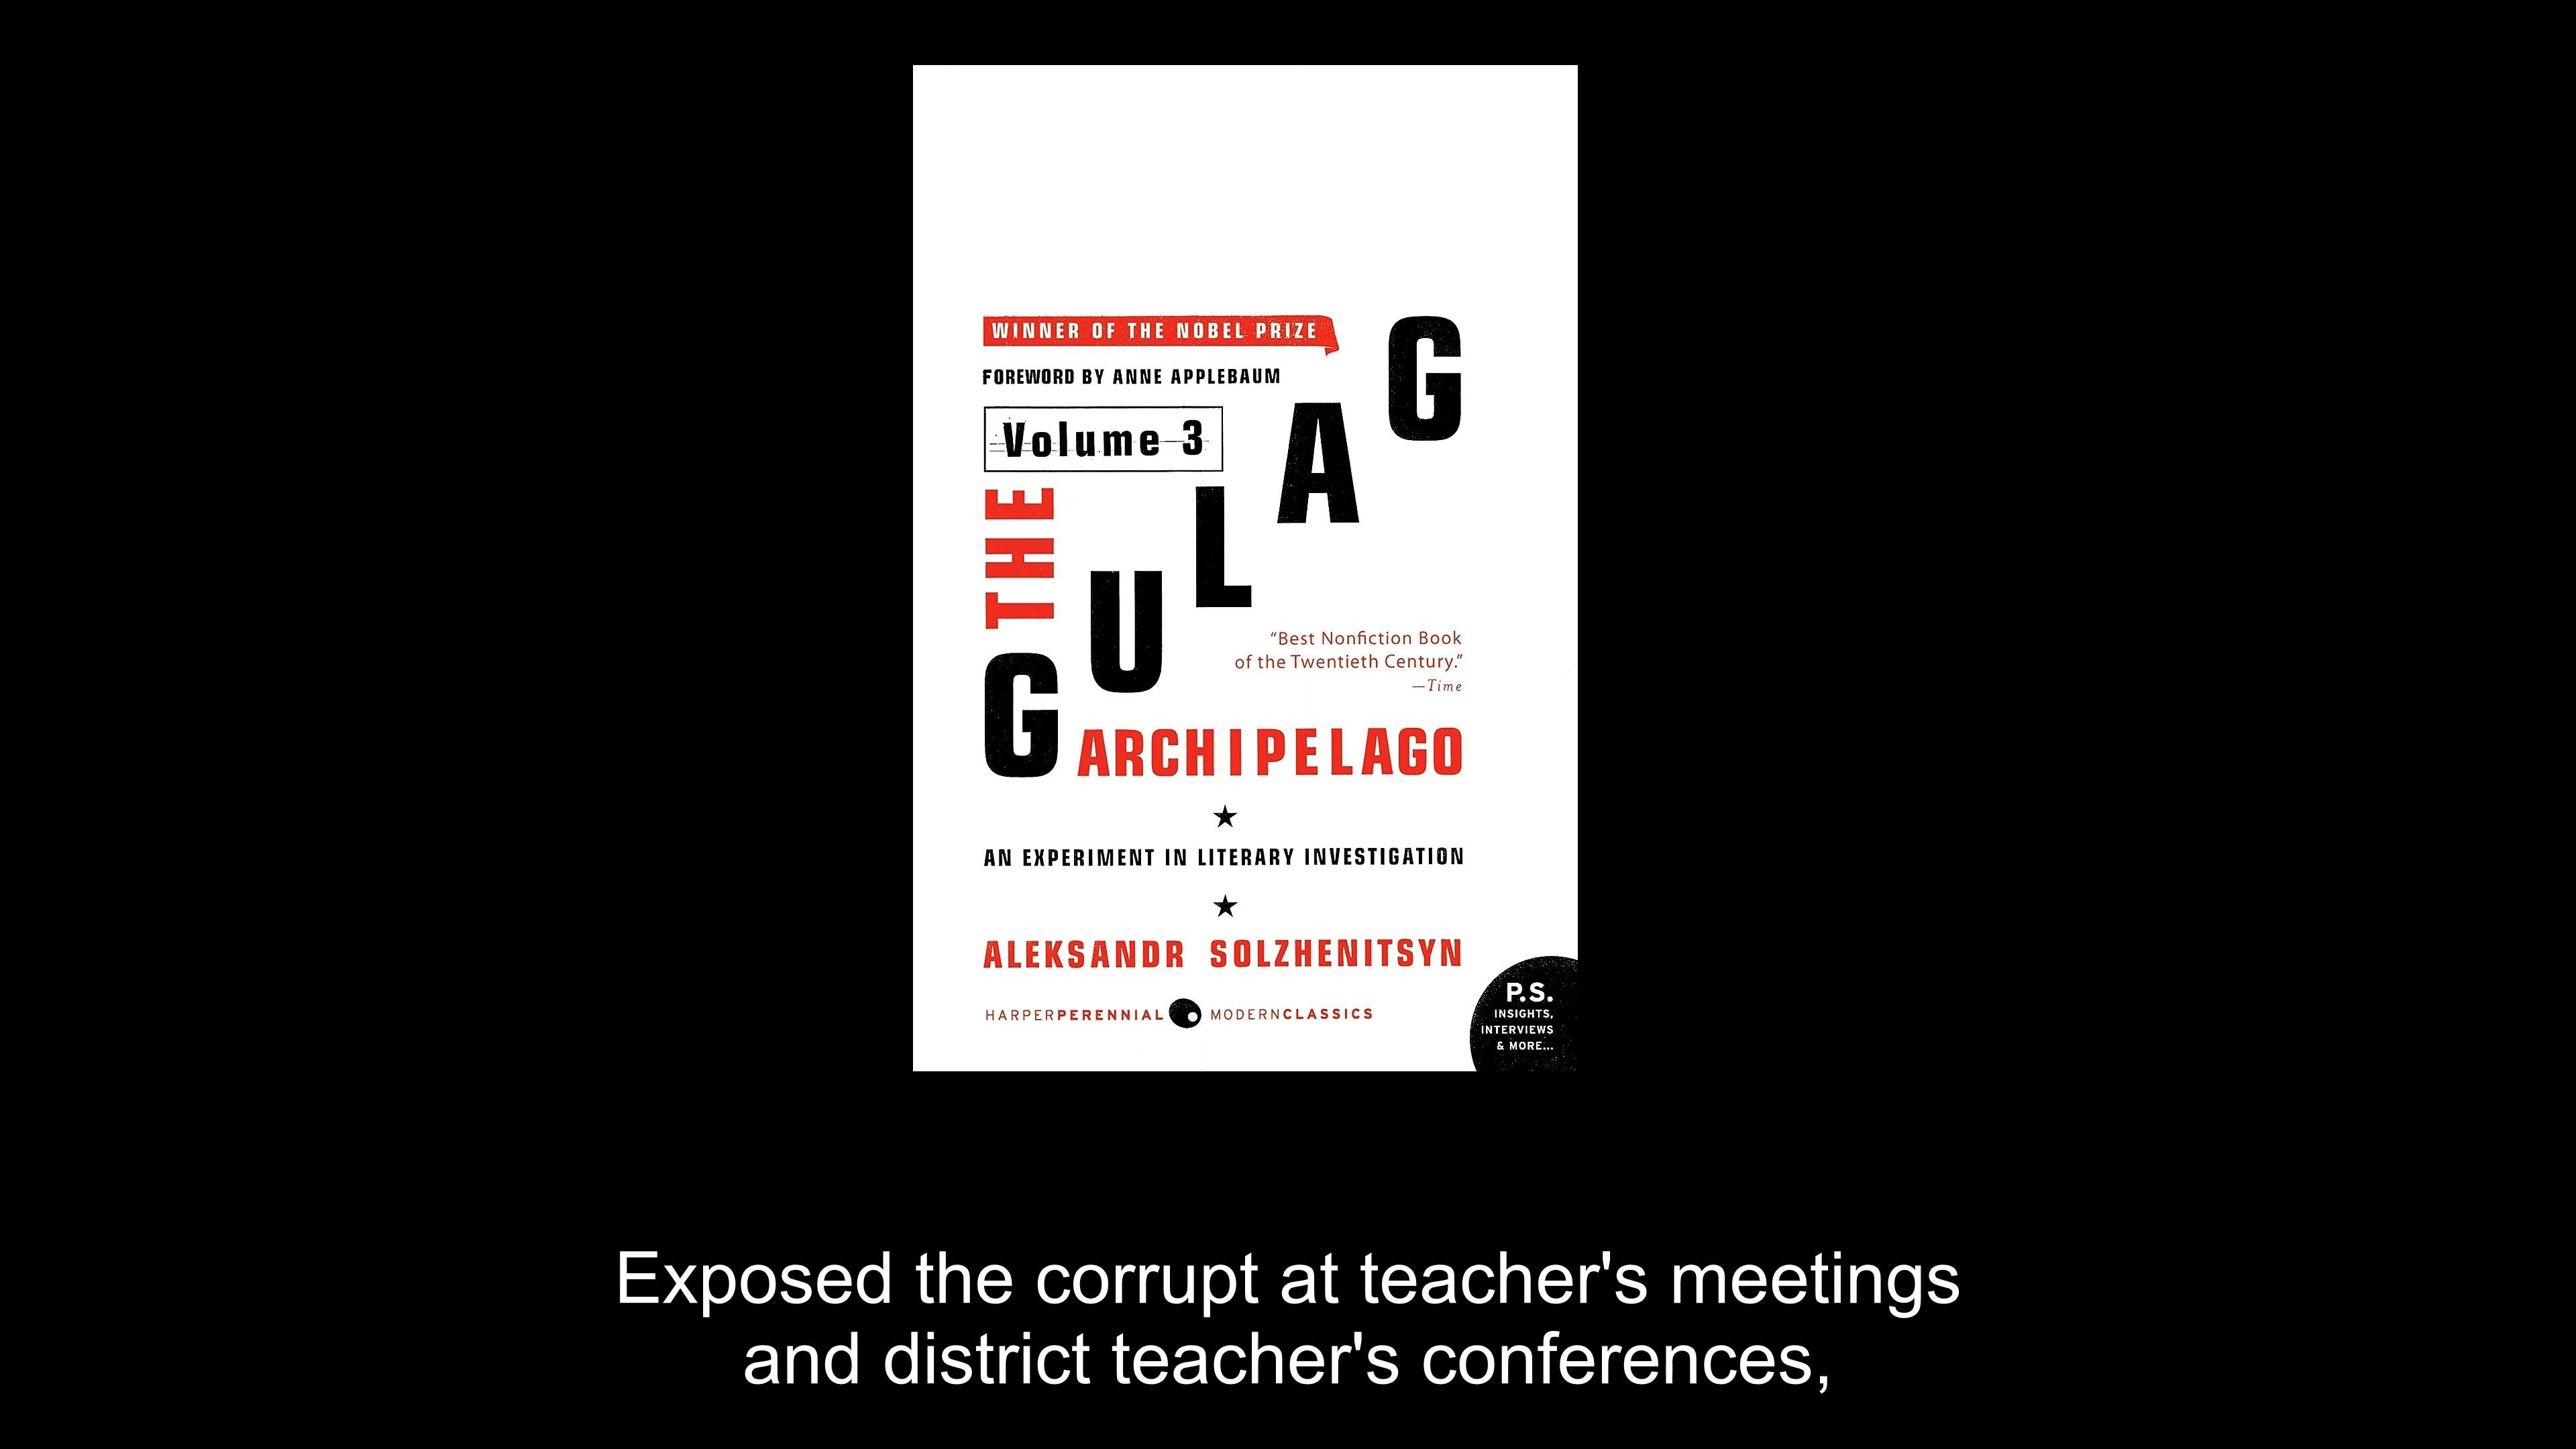 WINNER OF THE NOBEL PRIZE
FOREWORD BY ANNE APPLEBAUM
Volume 3
THE
GULAG
"Best Nonfiction Book
of the Twentieth Century."
—Time
ARCHIPELAGO
AN EXPERIMENT IN LITERARY INVESTIGATION
ALEKSANDR SOLZHENITSYN
HARPERPERENNIAL MODERNCLASSICS
P.S.
INSIGHTS,
INTERVIEWS
& MORE...
Exposed the corrupt at teacher's meetings
and district teacher's conferences,